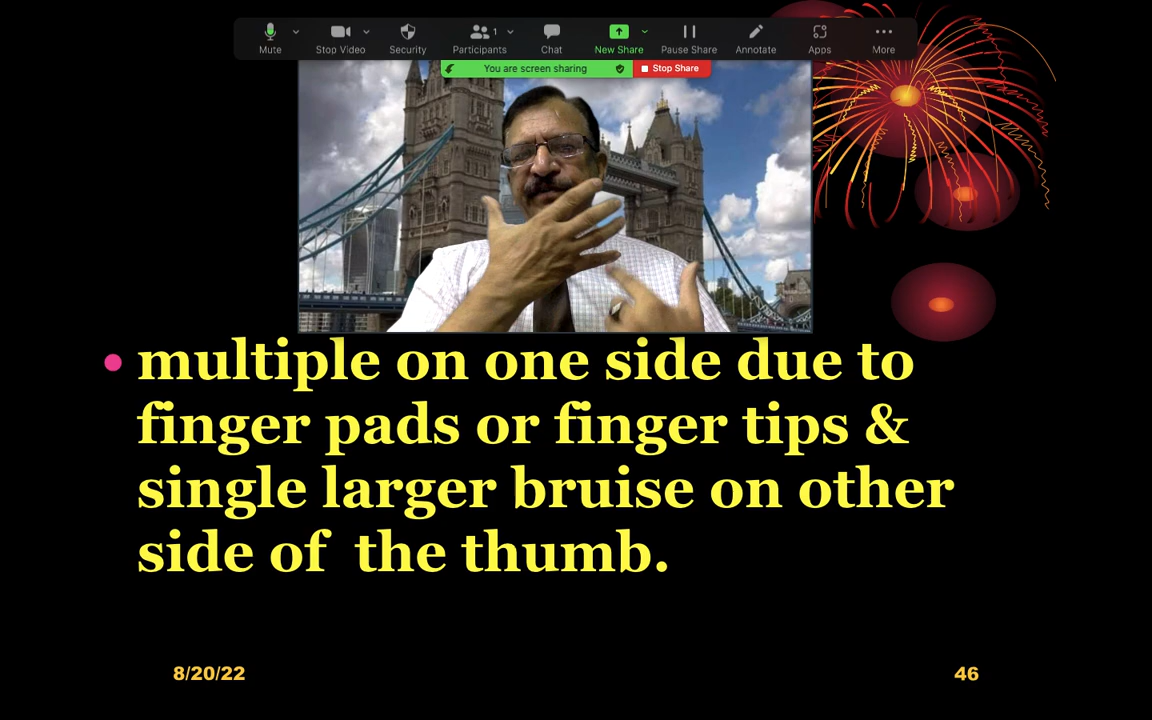 Mute
Stop Video
Security
Participants
1
Chat
New Share
Pause Share
Annotate
Apps
More
You are screen sharing
Stop Share
multiple on one side due to
finger pads or finger tips &
single larger bruise on other
side of the thumb.
8/20/22
46